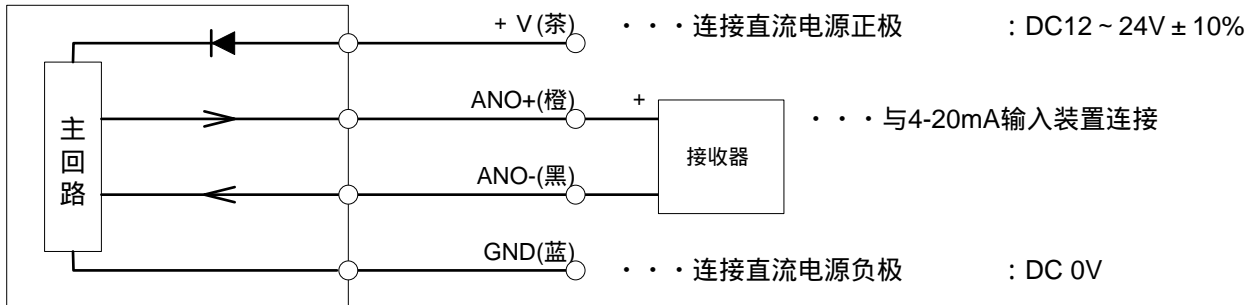 + V(茶) ・・・连接直流电源正极 : DC12 ~ 24V ± 10%
ANO+(橙) + ・・・与4-20mA输入装置连接
主回路
接收器
ANO-(黑)
GND(蓝) ・・・连接直流电源负极 : DC 0V